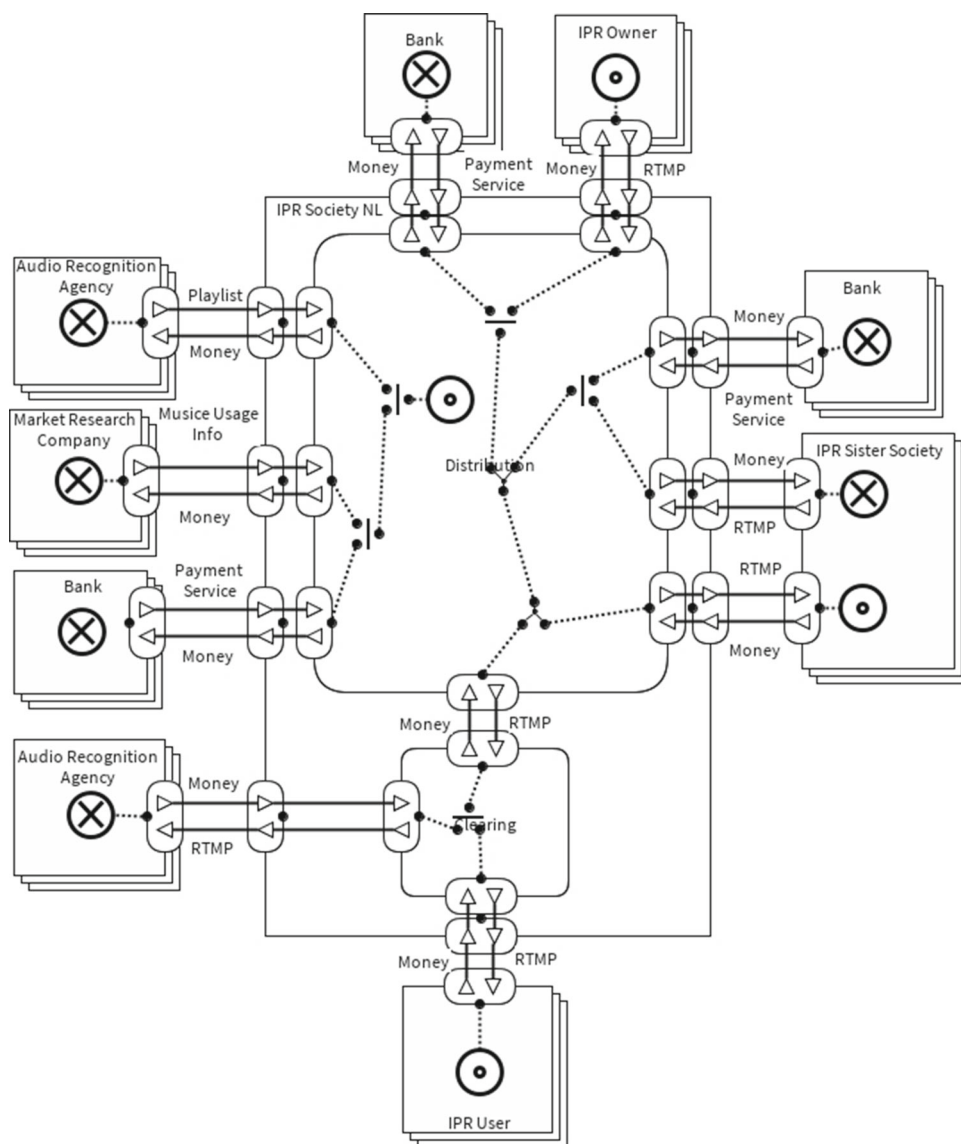 Bank
IPR Owner
Money
Payment
Service
Money
RTMP
IPR Society NL
Audio Recognition
Agency
Playlist
Money
Bank
Money
Payment
Service
Market Research
Company
Musice Usage
Info
Money
Distribution
Money
IPR Sister Society
RTMP
Bank
Payment
Service
Money
RTMP
Money
Money
RTMP
Audio Recognition
Agency
Money
RTMP
Clearing
Money
RTMP
IPR User